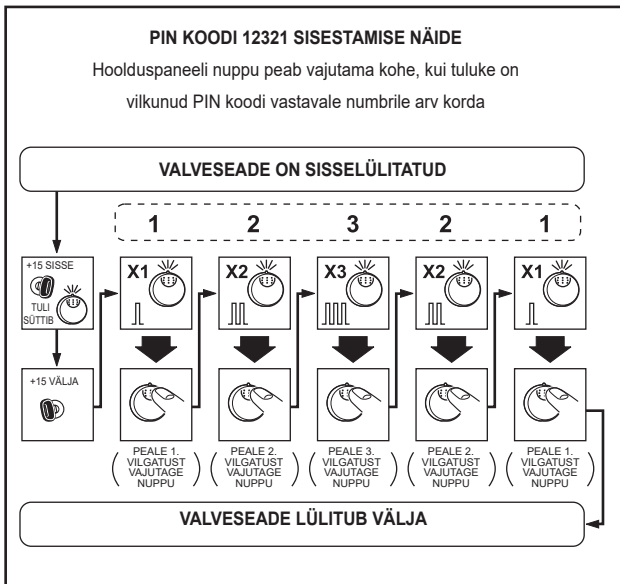 PIN KOODI 12321 SISESTAMISE NÄIDE
Hoolduspaneeli nuppu peab vajutama kohe, kui tuluke on
vilkunud PIN koodi vastavale numbrile arv korda
VALVESEADE ON SISSELÜLITATUD
1 2 3 2 1
+15 SISSE
TULI
SÜTTIB
X1 X2 X3 X2 X1
+15 VÄLJA
PEALE 1.
VILGATUST
VAJUTAGE
NUPPU
PEALE 2.
VILGATUST
VAJUTAGE
NUPPU
PEALE 3.
VILGATUST
VAJUTAGE
NUPPU
PEALE 2.
VILGATUST
VAJUTAGE
NUPPU
PEALE 1.
VILGATUST
VAJUTAGE
NUPPU
VALVESEADE LÜLITUB VÄLJA